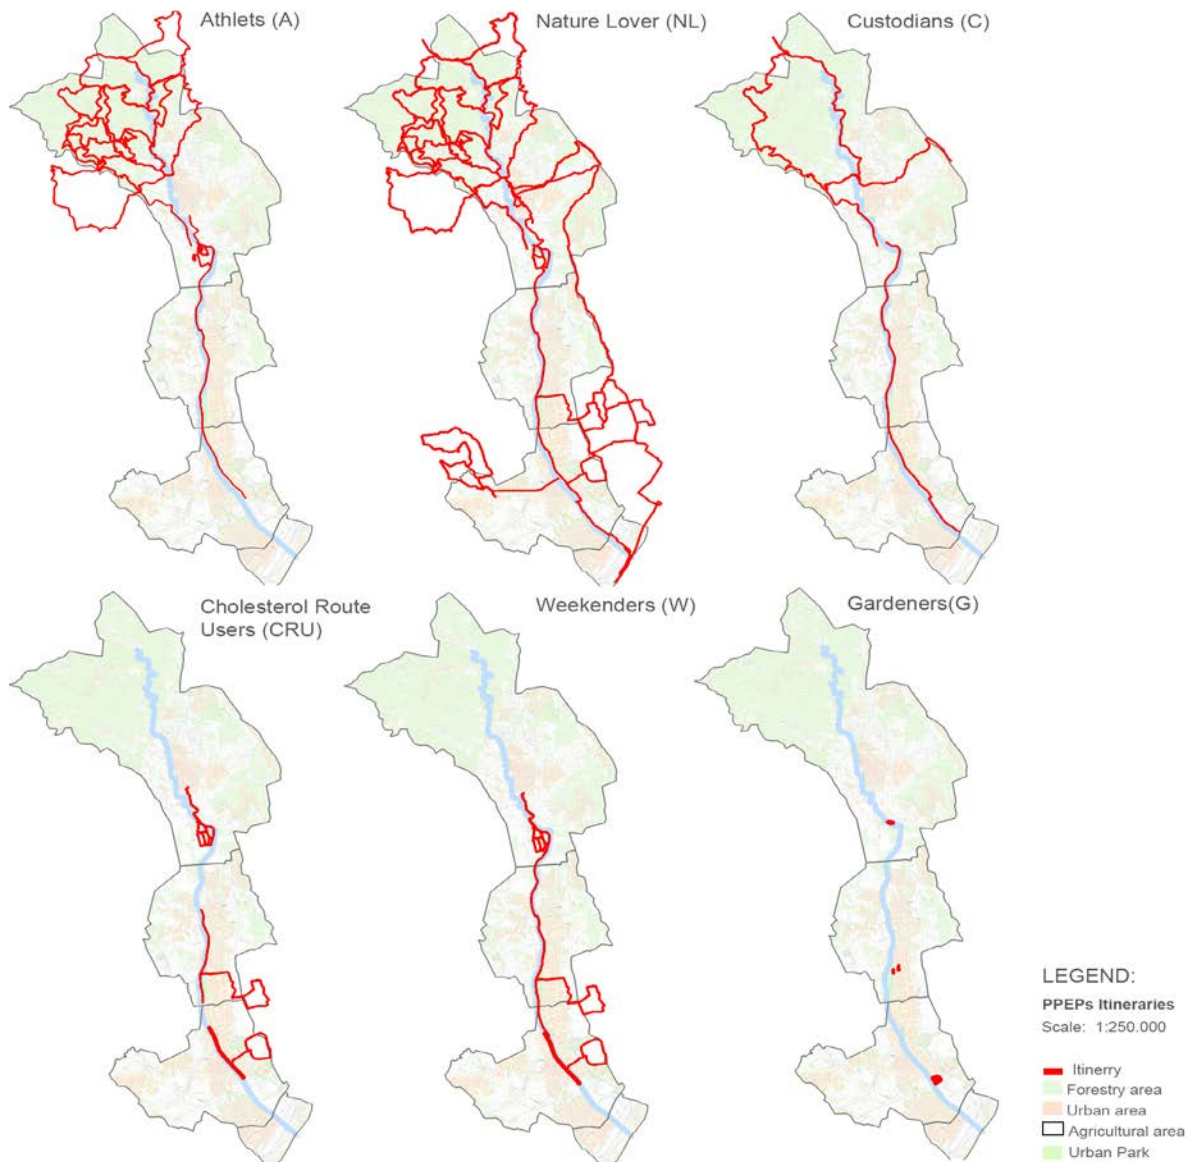 Athlets (A)
Nature Lover (NL)
Custodians (C)
Cholesterol Route
Users (CRU)
Weekenders (W)
Gardeners(G)
LEGEND:
PPEPs Itineraries
Scale: 1:250.000
Itinerry
Forestry area
Urban area
Agricultural area
Urban Park